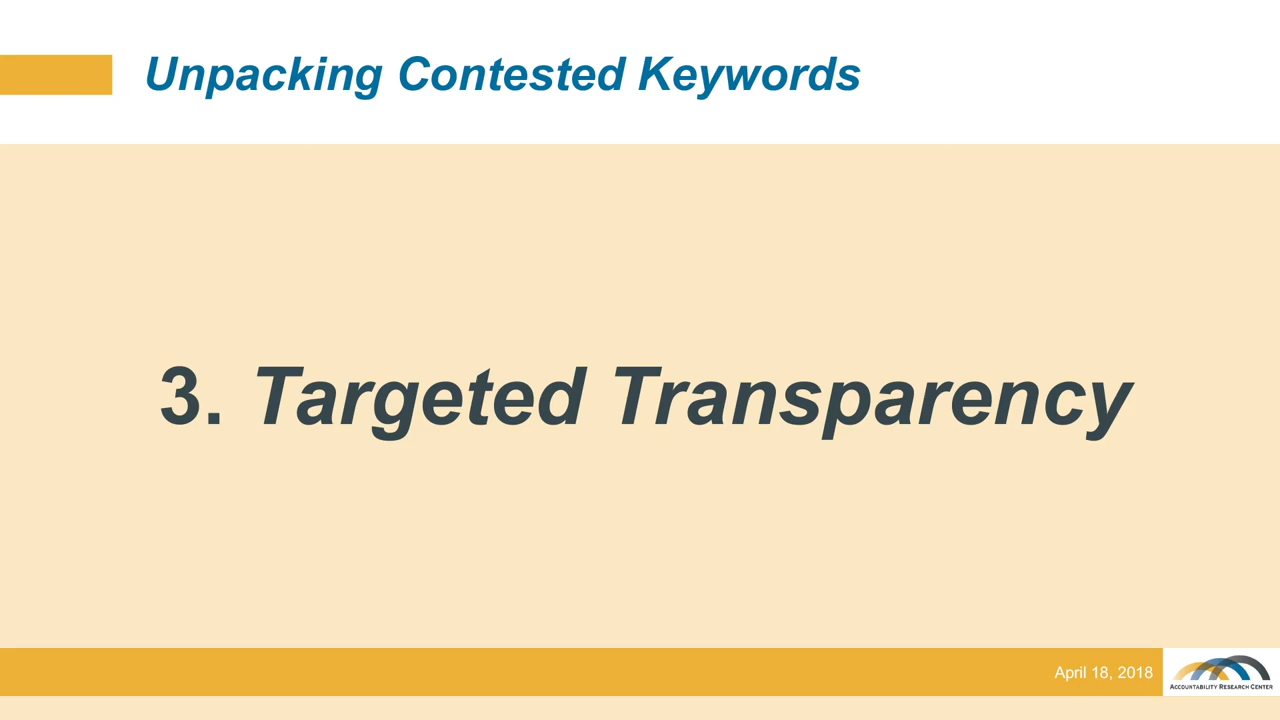 Unpacking Contested Keywords
3. Targeted Transparency
April 18, 2018
Accountability Research Center